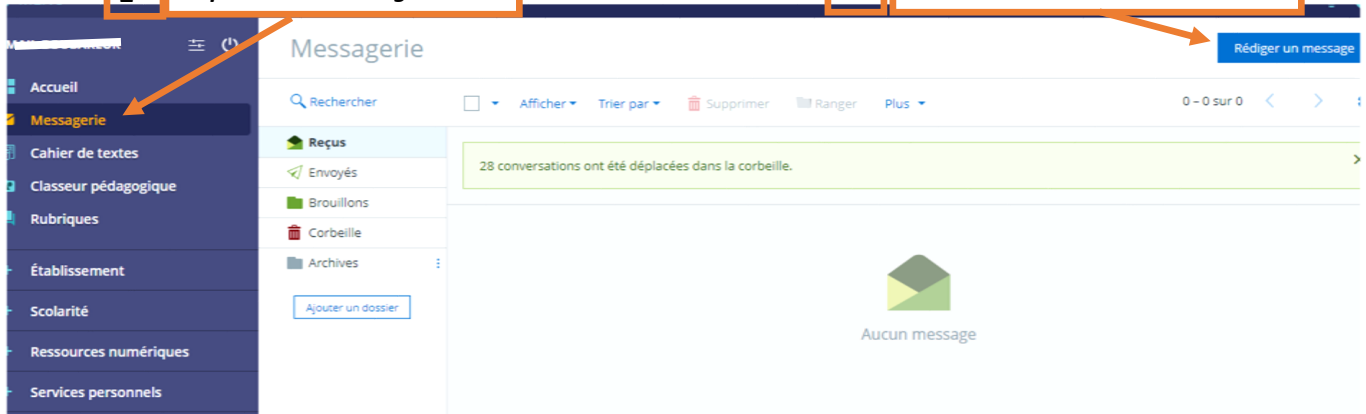 Messagerie
Rédiger un message
Accueil
Messagerie
Cahier de textes
Classeur pédagogique
Rubriques
Établissement
Scolarité
Ressources numériques
Services personnels
Rechercher
Afficher
Trier par
Supprimer
Ranger
Plus
0 – 0 sur 0
Reçus
Envoyés
Brouillons
Corbeille
Archives
Ajouter un dossier
28 conversations ont été déplacées dans la corbeille.
Aucun message